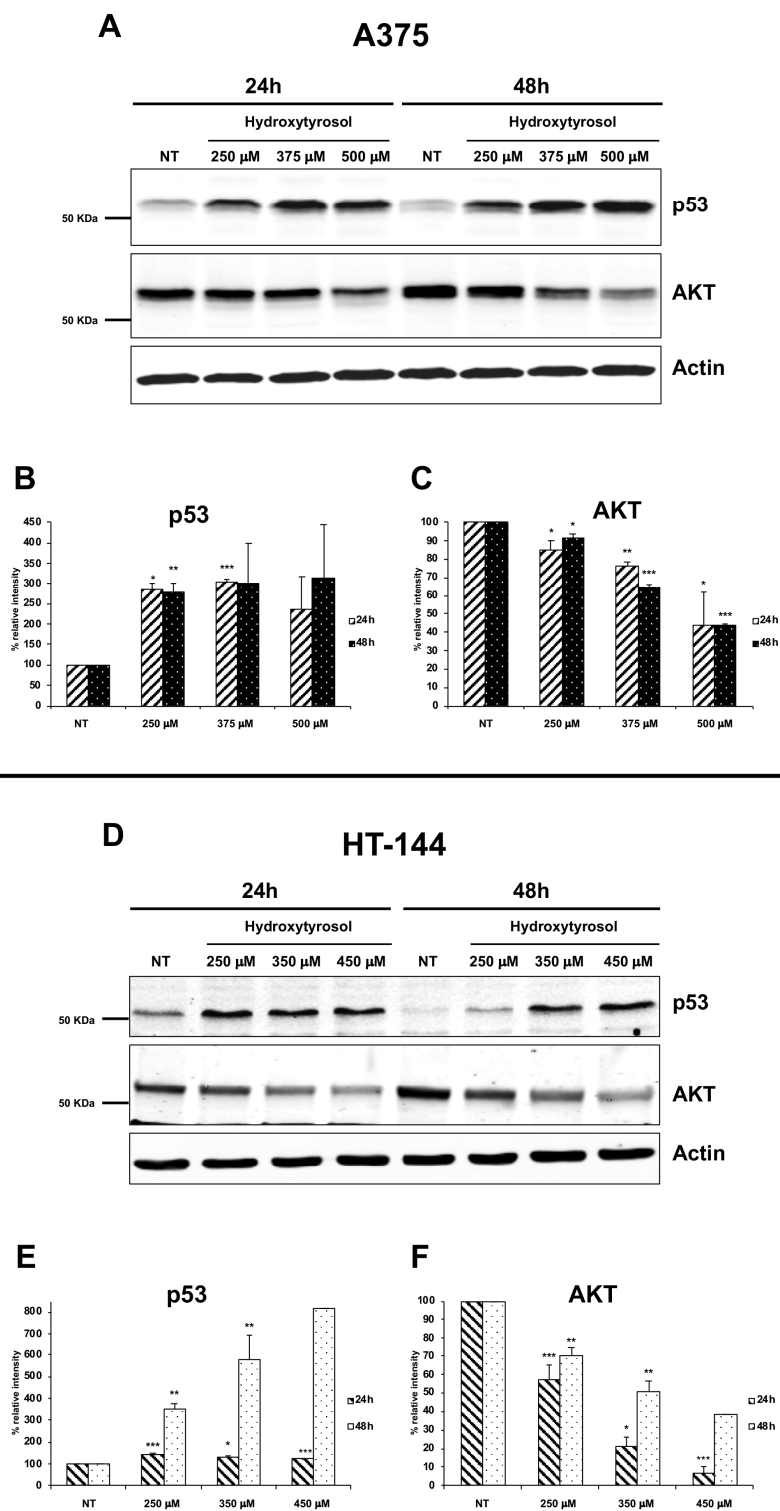 A
A375
24h 48h
Hydroxytyrosol Hydroxytyrosol
NT 250 µM 375 µM 500 µM NT 250 µM 375 µM 500 µM
p53
50 KDa
AKT
50 KDa
Actin
B
p53
% relative intensity
450
400
350
300
250
200
150
100
50
0
* ** ***
24h
48h
NT 250 µM 375 µM 500 µM
C
AKT
% relative intensity
100
90
80
70
60
50
40
30
20
10
0
* * ** *** * ***
24h
48h
NT 250 µM 375 µM 500 µM
D
HT-144
24h 48h
Hydroxytyrosol Hydroxytyrosol
NT 250 µM 350 µM 450 µM NT 250 µM 350 µM 450 µM
p53
50 KDa
AKT
50 KDa
Actin
E
p53
% relative intensity
800
700
600
500
400
300
200
100
0
*** ** * ** ***
24h
48h
NT 250 µM 350 µM 450 µM
F
AKT
% relative intensity
100
90
80
70
60
50
40
30
20
10
0
*** ** * ** ***
24h
48h
NT 250 µM 350 µM 450 µM